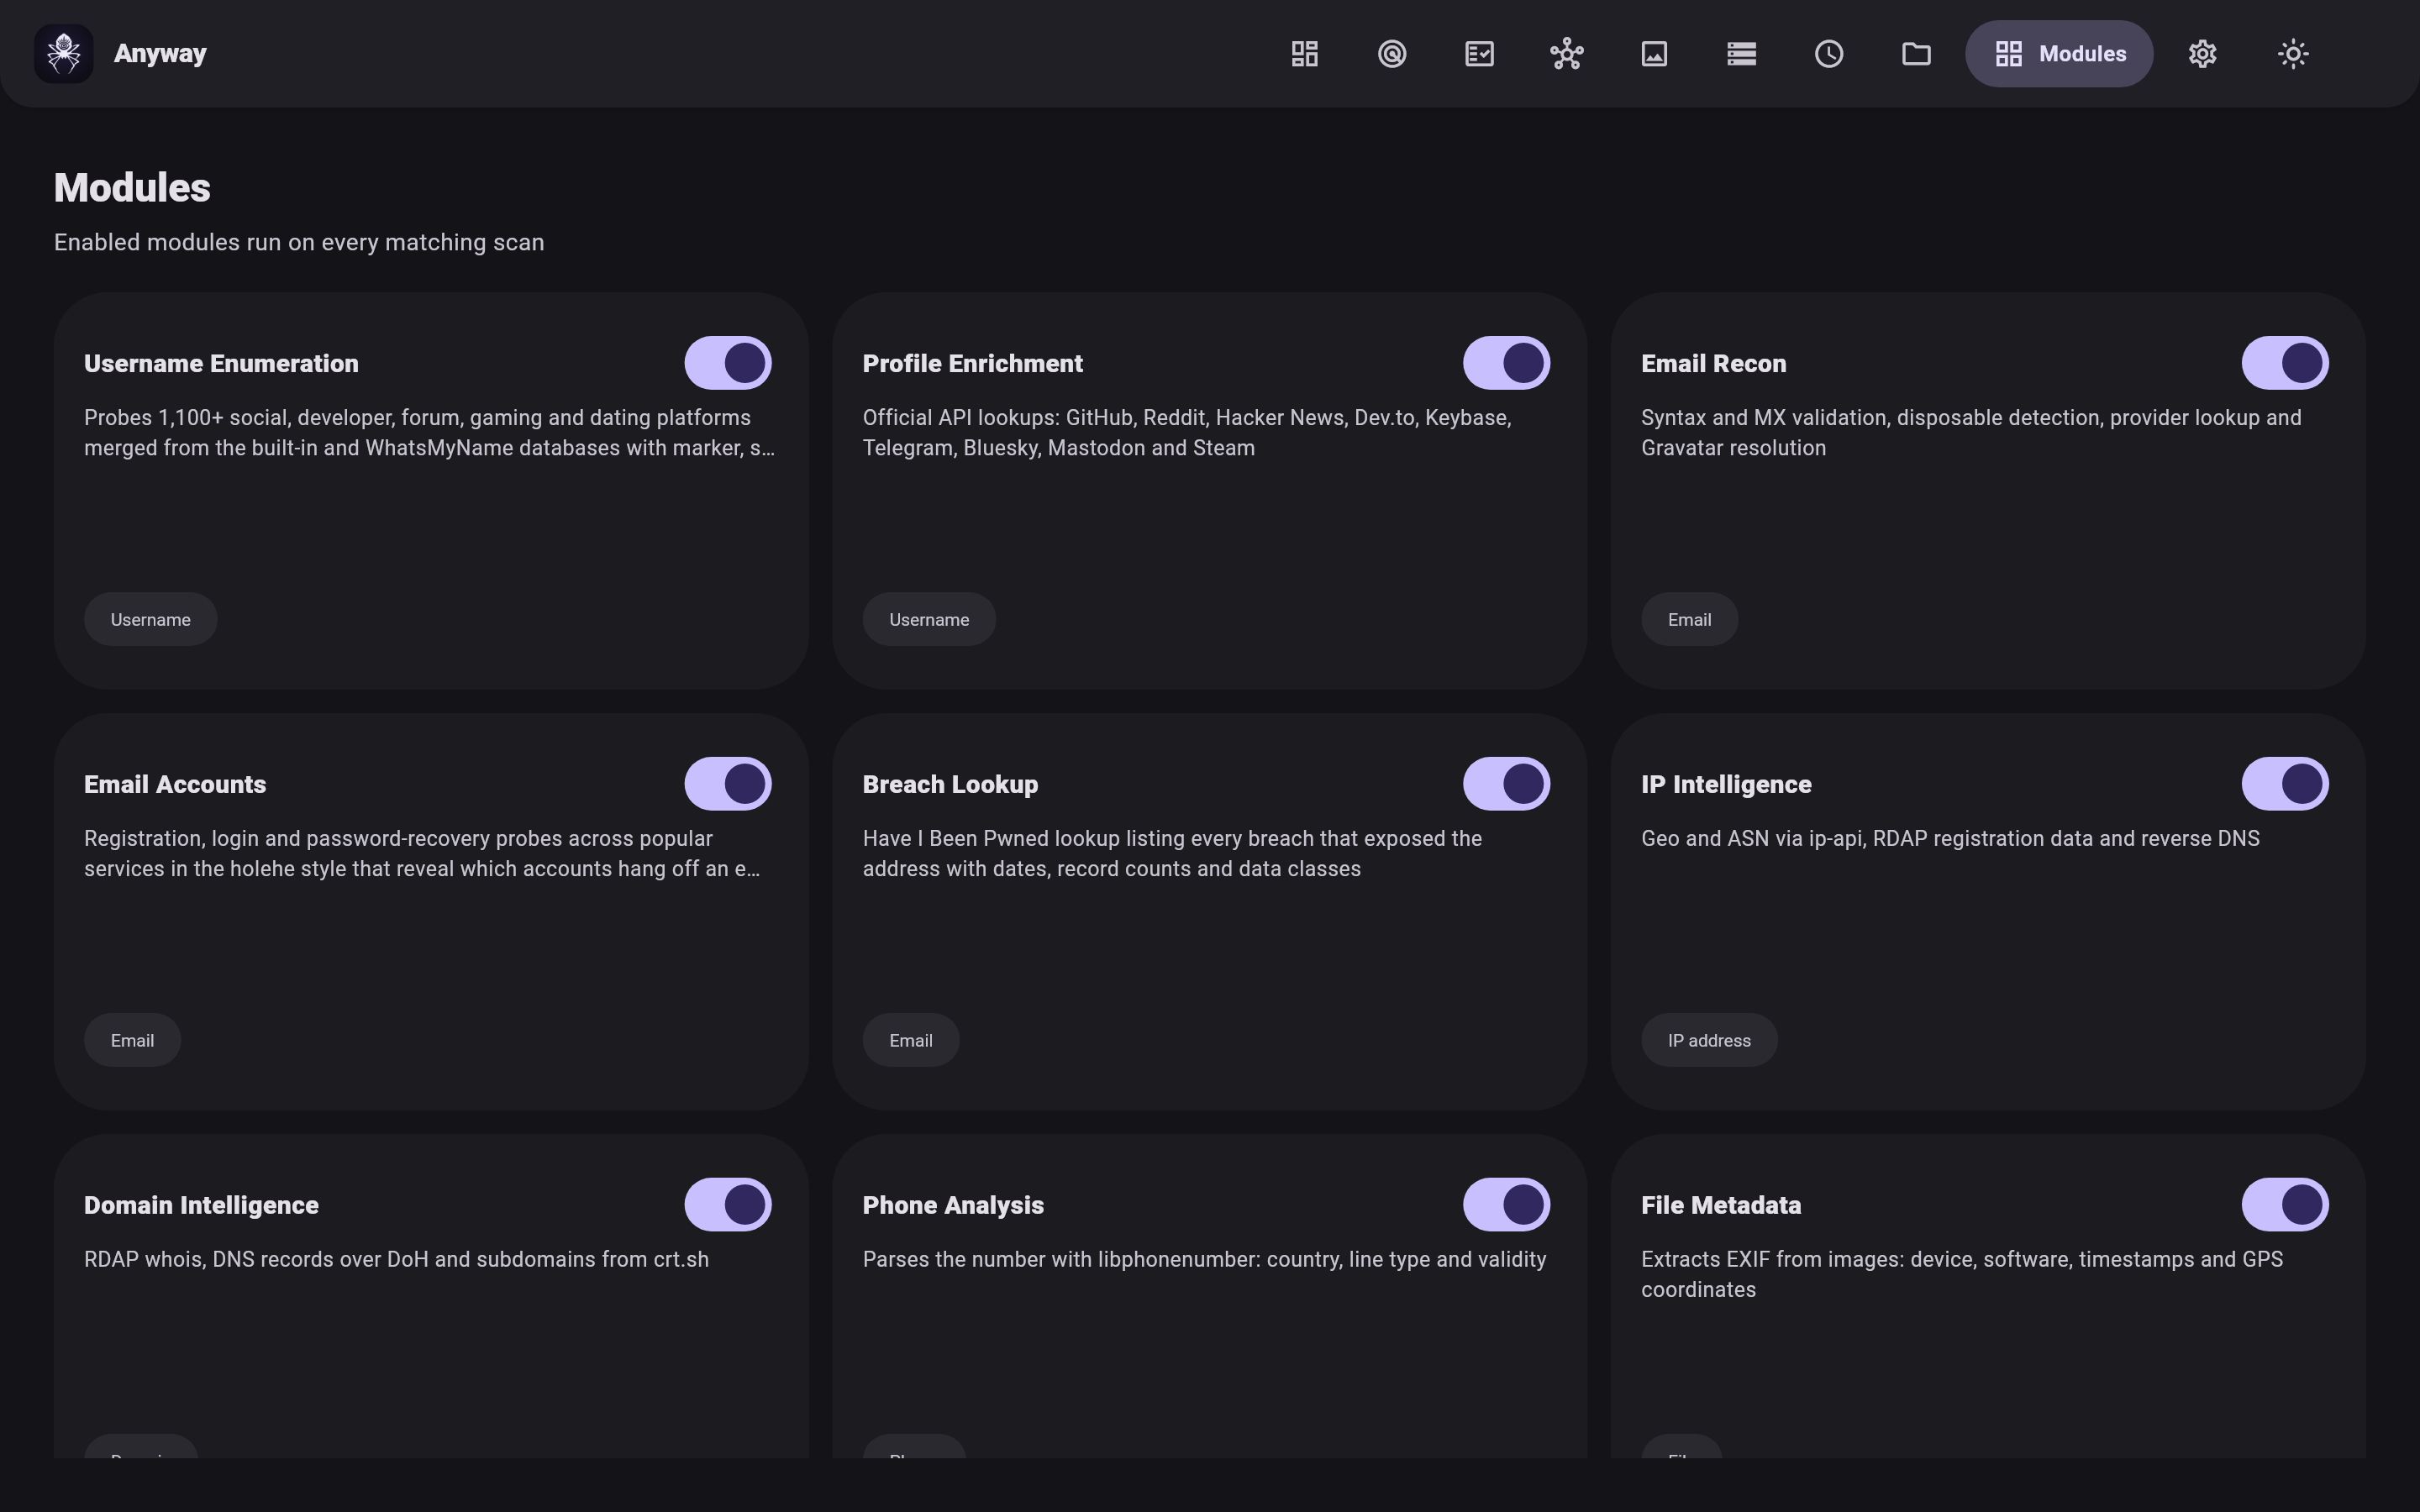 Anyway
Modules
Modules
Enabled modules run on every matching scan
Username Enumeration
Probes 1,100+ social, developer, forum, gaming and dating platforms
merged from the built-in and WhatsMyName databases with marker, s...
Username
Profile Enrichment
Official API lookups: GitHub, Reddit, Hacker News, Dev.to, Keybase,
Telegram, Bluesky, Mastodon and Steam
Username
Email Recon
Syntax and MX validation, disposable detection, provider lookup and
Gravatar resolution
Email
Email Accounts
Registration, login and password-recovery probes across popular
services in the holehe style that reveal which accounts hang off an e...
Email
Breach Lookup
Have I Been Pwned lookup listing every breach that exposed the
address with dates, record counts and data classes
Email
IP Intelligence
Geo and ASN via ip-api, RDAP registration data and reverse DNS
IP address
Domain Intelligence
RDAP whois, DNS records over DoH and subdomains from crt.sh
Phone Analysis
Parses the number with libphonenumber: country, line type and validity
File Metadata
Extracts EXIF from images: device, software, timestamps and GPS
coordinates